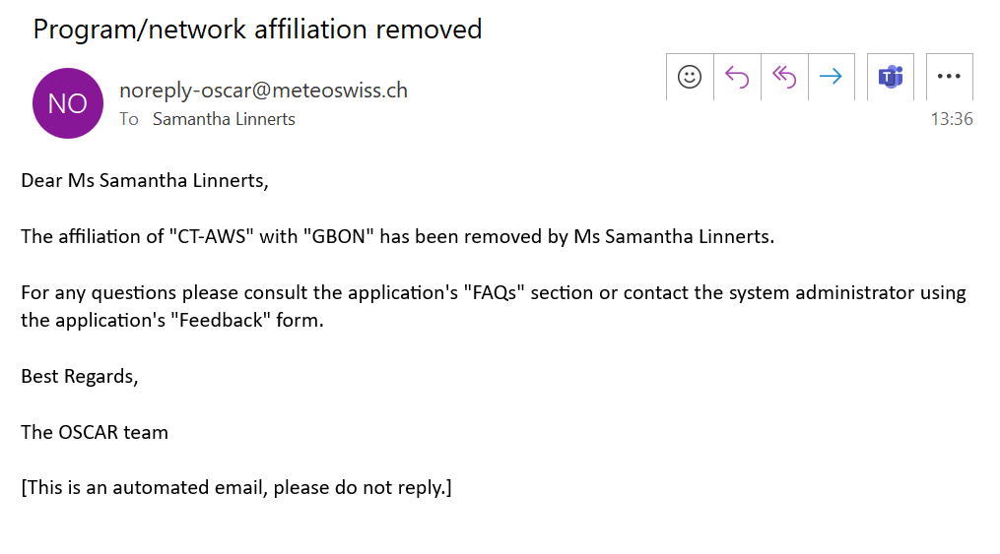 Program/network affiliation removed
NO
noreply-oscar@meteoswiss.ch
To Samantha Linnerts
13:36
Dear Ms Samantha Linnerts,
The affiliation of "CT-AWS" with "GBON" has been removed by Ms Samantha Linnerts.
For any questions please consult the application's "FAQs" section or contact the system administrator using
the application's "Feedback" form.
Best Regards,
The OSCAR team
[This is an automated email, please do not reply.]